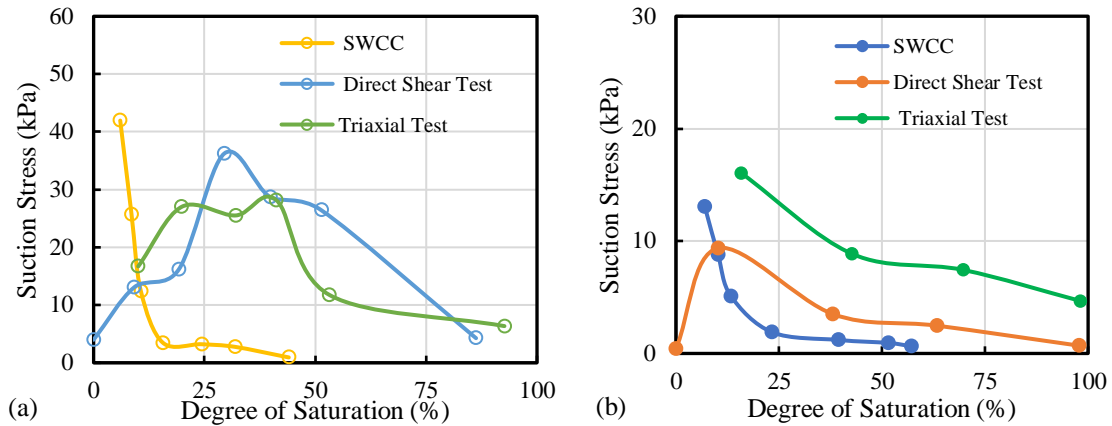 60
50
40
30
20
10
0
Suction Stress (kPa)
SWCC
Direct Shear Test
Triaxial Test
0
25
50
75
100
Degree of Saturation (%)
(a)
30
20
10
0
Suction Stress (kPa)
SWCC
Direct Shear Test
Triaxial Test
0
25
50
75
100
Degree of Saturation (%)
(b)